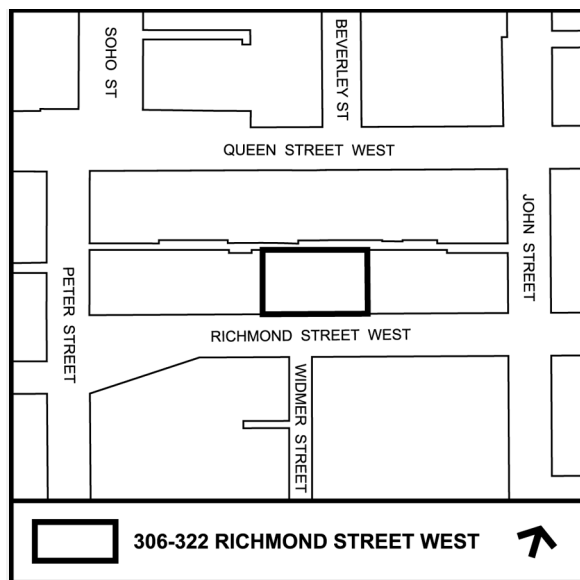 SOHO ST
BEVERLEY ST
QUEEN STREET WEST
JOHN STREET
PETER STREET
RICHMOND STREET WEST
WIDMER STREET
306-322 RICHMOND STREET WEST